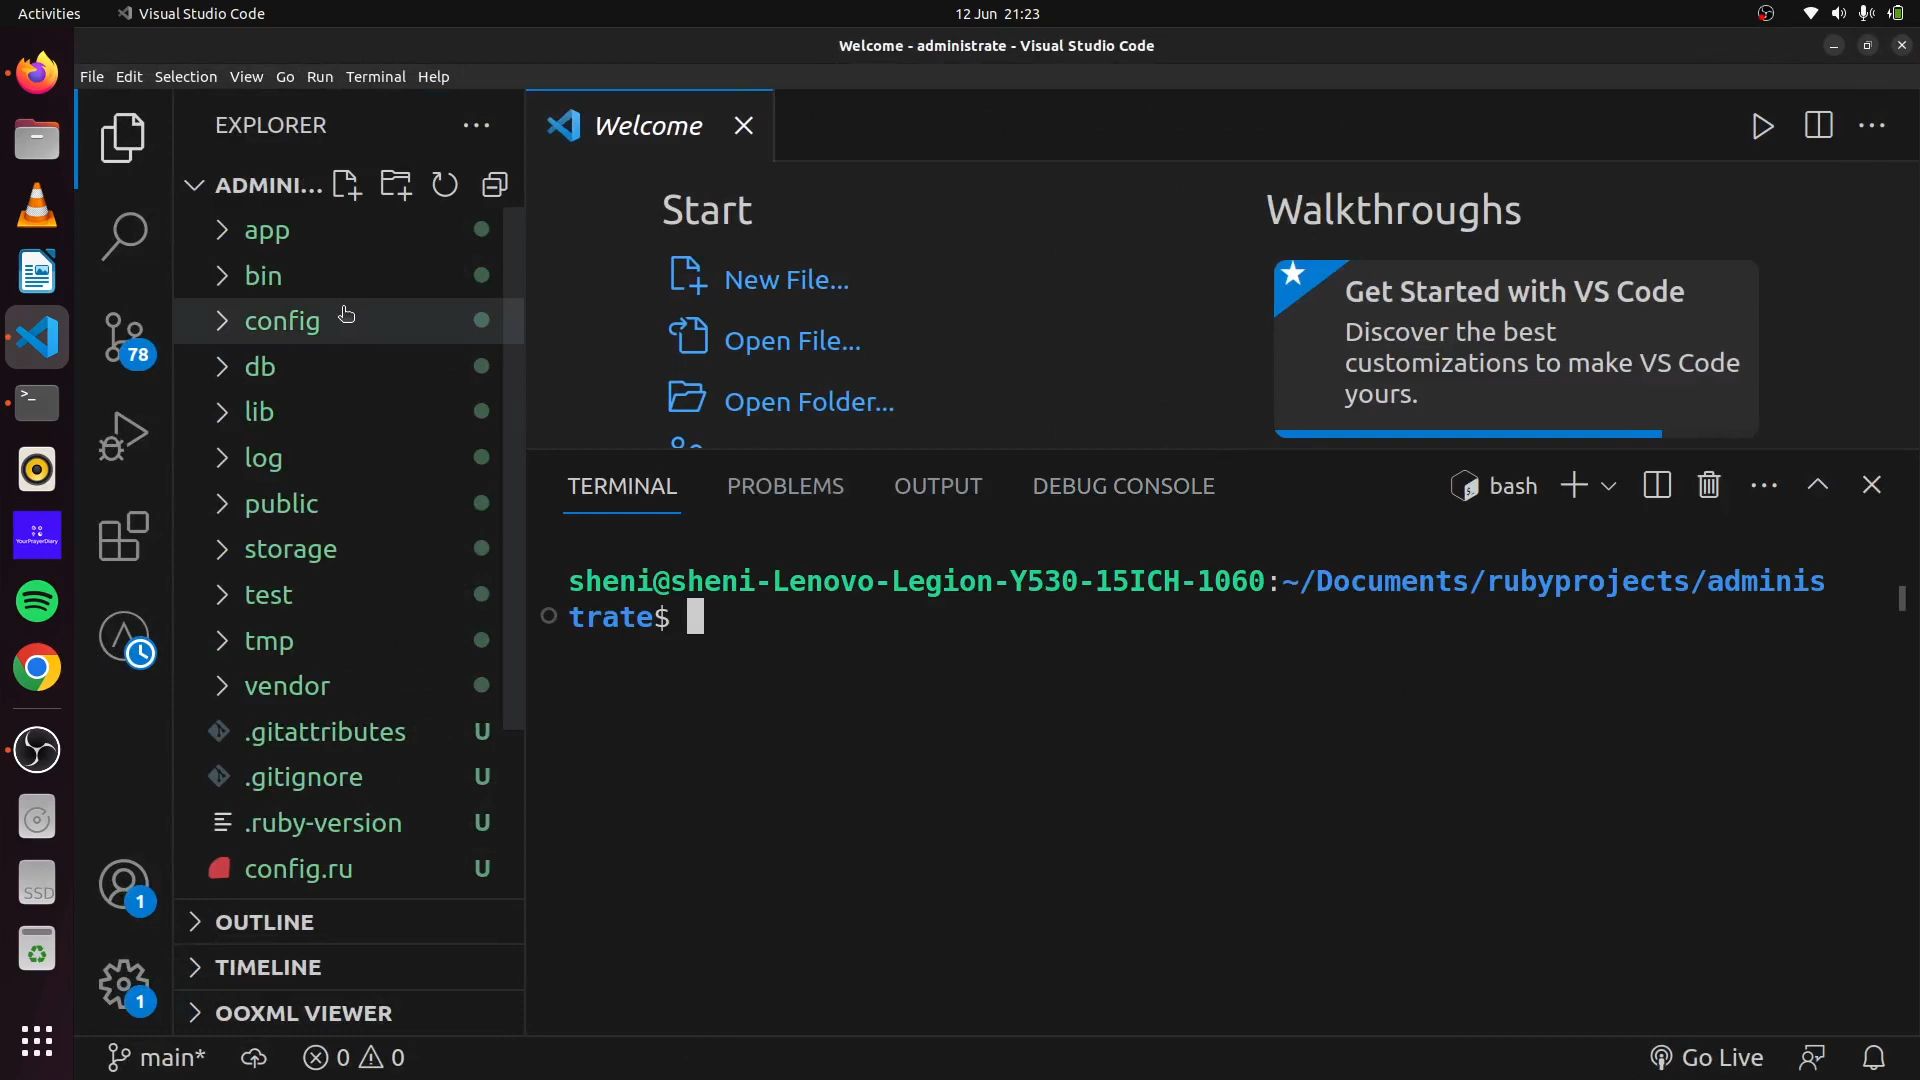 Activities
Visual Studio Code
12 Jun 21:23
Welcome - administrate - Visual Studio Code
File Edit Selection View Go Run Terminal Help
EXPLORER
ADMINI...
app
bin
config
db
lib
log
public
storage
test
tmp
vendor
.gitattributes U
.gitignore U
.ruby-version U
config.ru U
OUTLINE
TIMELINE
OOXML VIEWER
78
1
1
SSD
YourPrayerDiary
Welcome
Start
New File...
Open File...
Open Folder...
Walkthroughs
Get Started with VS Code
Discover the best
customizations to make VS Code
yours.
TERMINAL PROBLEMS OUTPUT DEBUG CONSOLE
bash
sheni@sheni-Lenovo-Legion-Y530-15ICH-1060:~/Documents/rubyprojects/adminis
trate$
main* 0 0
Go Live